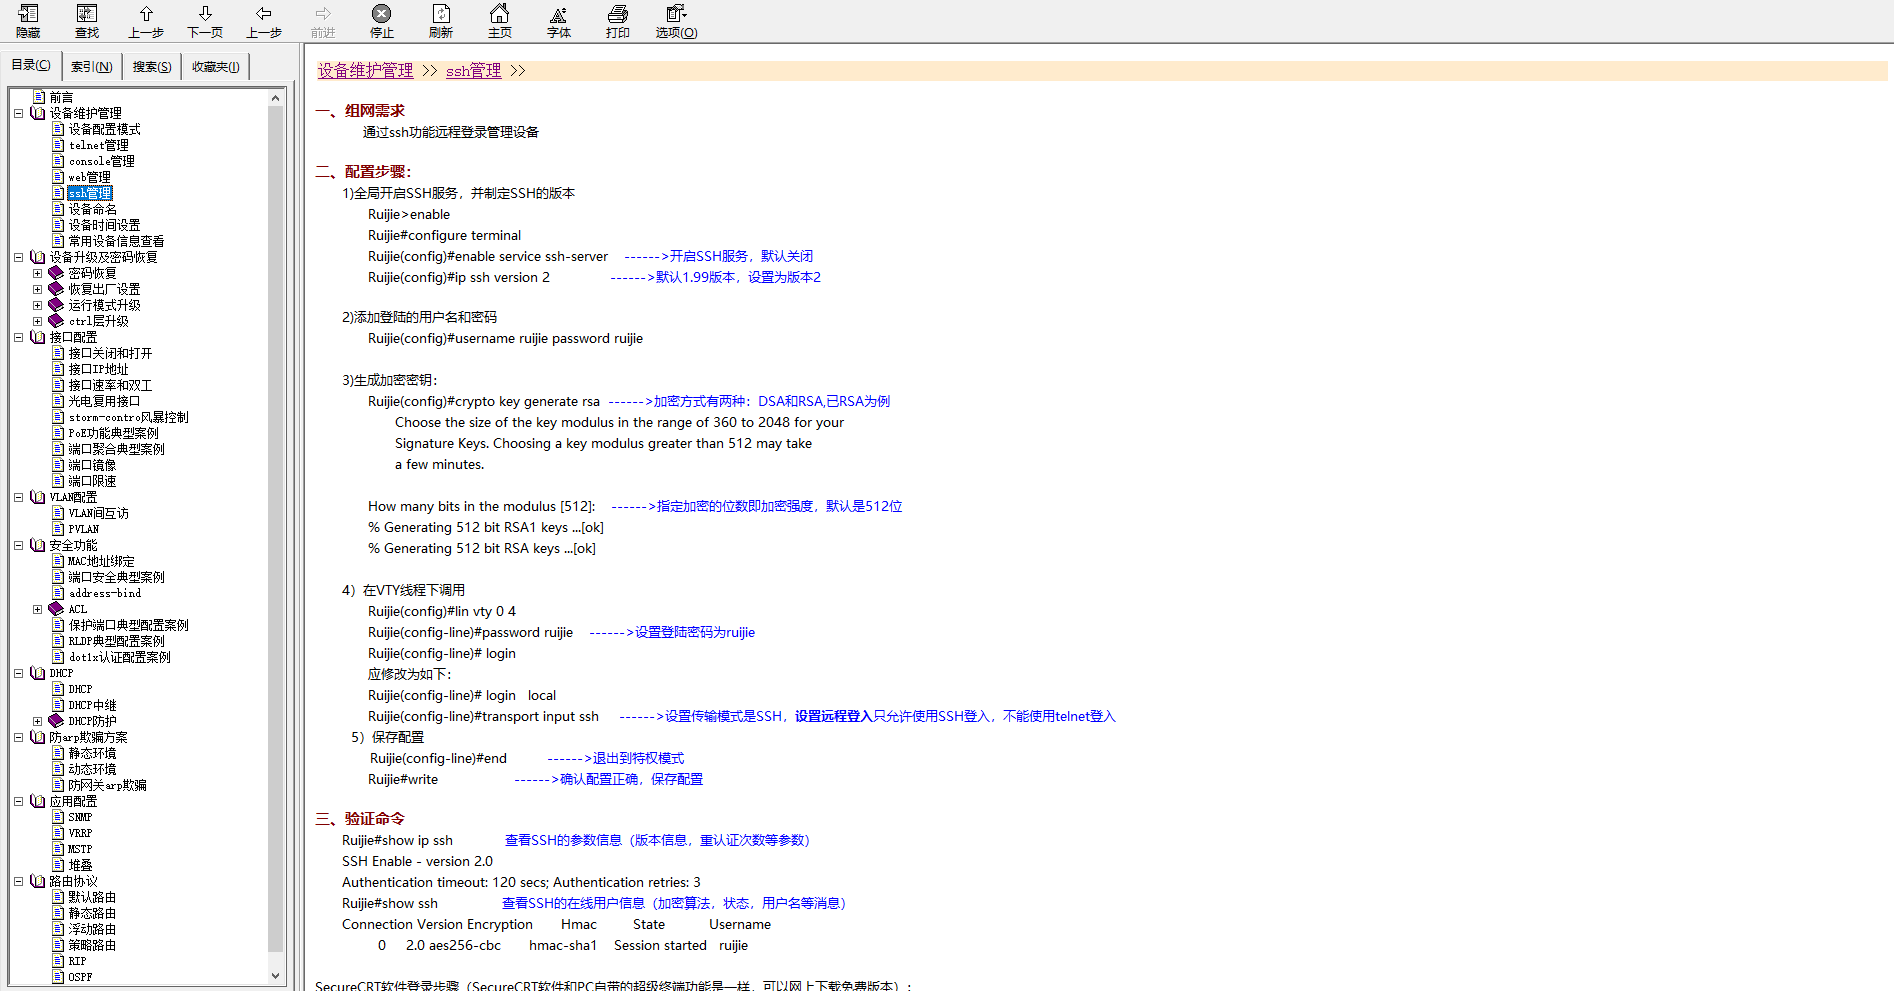 隐藏
查找
上一步
下一页
上一步
前进
停止
刷新
主页
字体
打印
选项(O)
目录(C)
索引(N)
搜索(S)
收藏夹(I)
前言
设备维护管理
设备配置模式
telnet管理
console管理
web管理
ssh管理
设备命名
设备时间设置
常用设备信息查看
设备升级及密码恢复
密码恢复
恢复出厂设置
运行模式升级
ctrl层升级
接口配置
接口关闭和打开
接口IP地址
接口速率和双工
光电复用接口
storm-contro风暴控制
PoE功能典型案例
端口聚合典型案例
端口镜像
端口限速
VLAN配置
VLAN间互访
PVLAN
安全功能
MAC地址绑定
端口安全典型案例
address-bind
ACL
保护端口典型配置案例
RLDP典型配置案例
dot1x认证配置案例
DHCP
DHCP
DHCP中继
DHCP防护
防arp欺骗方案
静态环境
动态环境
防网关arp欺骗
应用配置
SNMP
VRRP
MSTP
堆叠
路由协议
默认路由
静态路由
浮动路由
策略路由
RIP
OSPF
设备维护管理 >> ssh管理 >>
一、组网需求
通过ssh功能远程登录管理设备
二、配置步骤：
1)全局开启SSH服务，并制定SSH的版本
Ruijie>enable
Ruijie#configure terminal
Ruijie(config)#enable service ssh-server ------>开启SSH服务，默认关闭
Ruijie(config)#ip ssh version 2 ------>默认1.99版本，设置为版本2
2)添加登陆的用户名和密码
Ruijie(config)#username ruijie password ruijie
3)生成加密密钥：
Ruijie(config)#crypto key generate rsa ------>加密方式有两种：DSA和RSA,已RSA为例
Choose the size of the key modulus in the range of 360 to 2048 for your
Signature Keys. Choosing a key modulus greater than 512 may take
a few minutes.
How many bits in the modulus [512]: ------>指定加密的位数即加密强度，默认是512位
% Generating 512 bit RSA1 keys ...[ok]
% Generating 512 bit RSA keys ...[ok]
4）在VTY线程下调用
Ruijie(config)#lin vty 0 4
Ruijie(config-line)#password ruijie ------>设置登陆密码为ruijie
Ruijie(config-line)# login
应修改为如下：
Ruijie(config-line)# login local
Ruijie(config-line)#transport input ssh ------>设置传输模式是SSH，设置远程登入只允许使用SSH登入，不能使用telnet登入
5）保存配置
Ruijie(config-line)#end ------>退出到特权模式
Ruijie#write ------>确认配置正确，保存配置
三、验证命令
Ruijie#show ip ssh 查看SSH的参数信息（版本信息，重认证次数等参数）
SSH Enable - version 2.0
Authentication timeout: 120 secs; Authentication retries: 3
Ruijie#show ssh 查看SSH的在线用户信息（加密算法，状态，用户名等消息）
Connection Version Encryption Hmac State Username
0 2.0 aes256-cbc hmac-sha1 Session started ruijie
SecureCRT软件登录步骤（SecureCRT软件和PC自带的超级终端功能是一样，可以网上下载免费版本）：